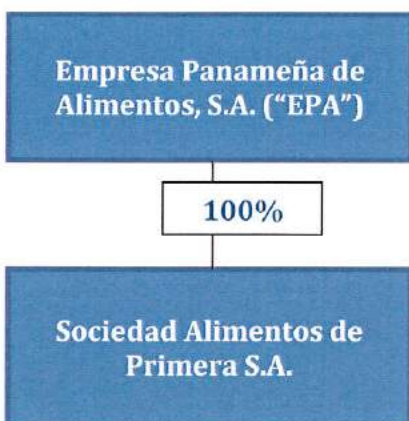 Empresa Panameña de
Alimentos, S.A. (“EPA”)
100%
Sociedad Alimentos de
Primera S.A.